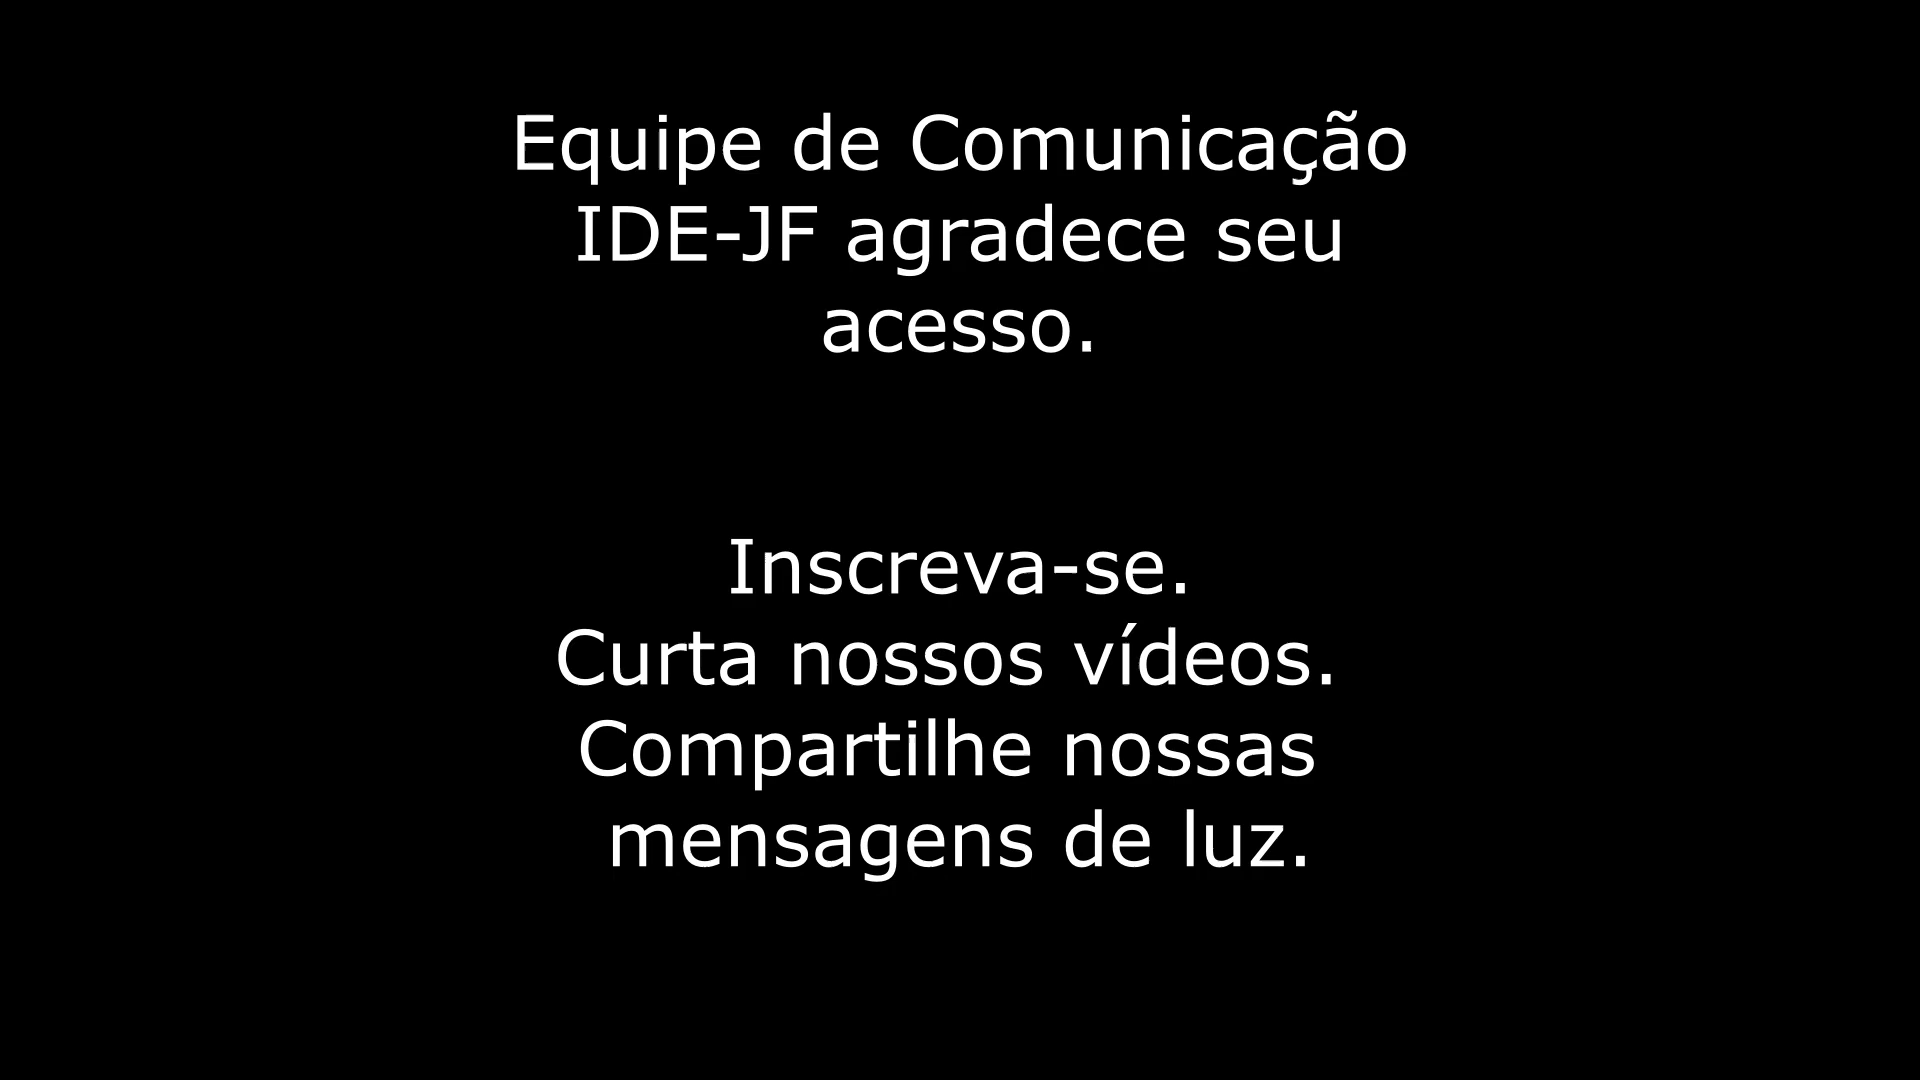 Equipe de Comunicação
IDE-JF agradece seu
acesso.
Inscreva-se.
Curta nossos vídeos.
Compartilhe nossas
mensagens de luz.